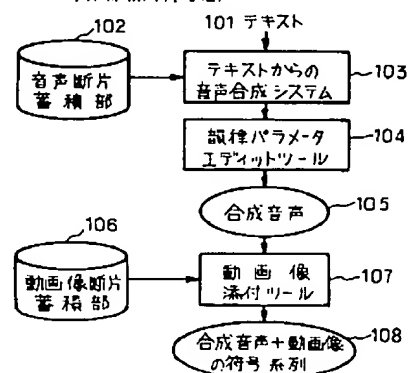 101 テキスト
102
音声断片
蓄積部
テキストからの
音声合成システム
103
韻律パラメータ
エディットツール
104
合成音声
105
106
動画像断片
蓄積部
動画像
添付ツール
107
合成音声+動画像
の符号系列
108